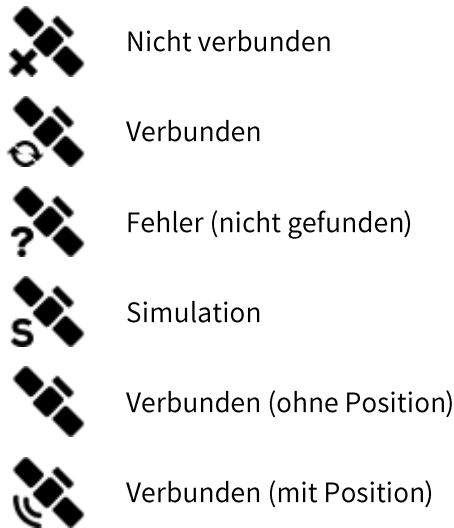 Nicht verbunden
Verbunden
? Fehler (nicht gefunden)
S Simulation
Verbunden (ohne Position)
Verbunden (mit Position)